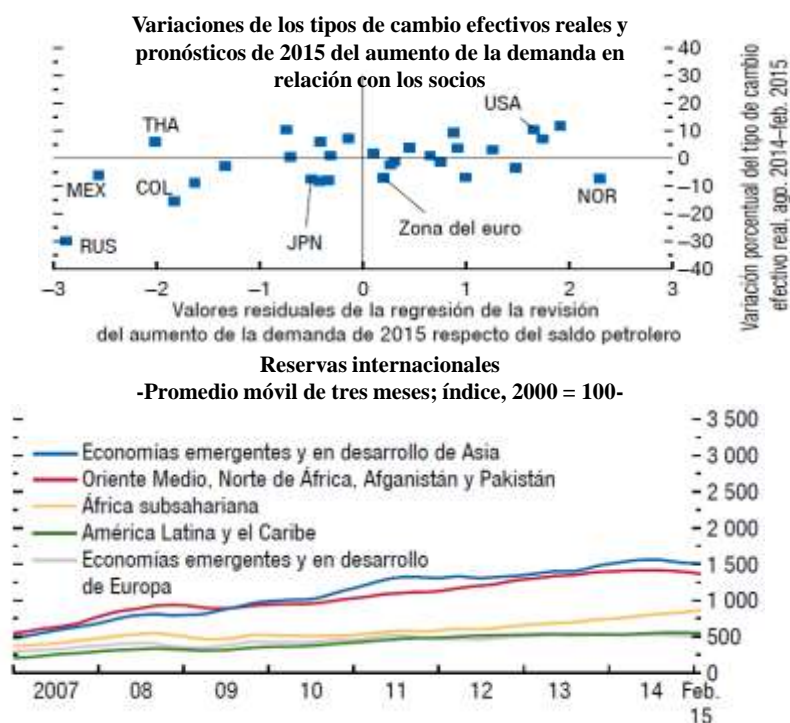 Variaciones de los tipos de cambio efectivos reales y
pronósticos de 2015 del aumento de la demanda en
relación con los socios
40
30
20
10
0
–10
–20
–30
–40
USA
THA
MEX
COL
NOR
RUS
JPN
Zona del euro
–3 –2 –1 0 1 2 3
Valores residuales de la regresión de la revisión
del aumento de la demanda de 2015 respecto del saldo petrolero
Variación porcentual del tipo de cambio
efectivo real, ago. 2014–feb. 2015
Reservas internacionales
-Promedio móvil de tres meses; índice, 2000 = 100-
3 500
3 000
2 500
2 000
1 500
1 000
500
0
Economías emergentes y en desarrollo de Asia
Oriente Medio, Norte de África, Afganistán y Pakistán
África subsahariana
América Latina y el Caribe
Economías emergentes y en desarrollo
de Europa
2007 08 09 10 11 12 13 14 Feb.
15